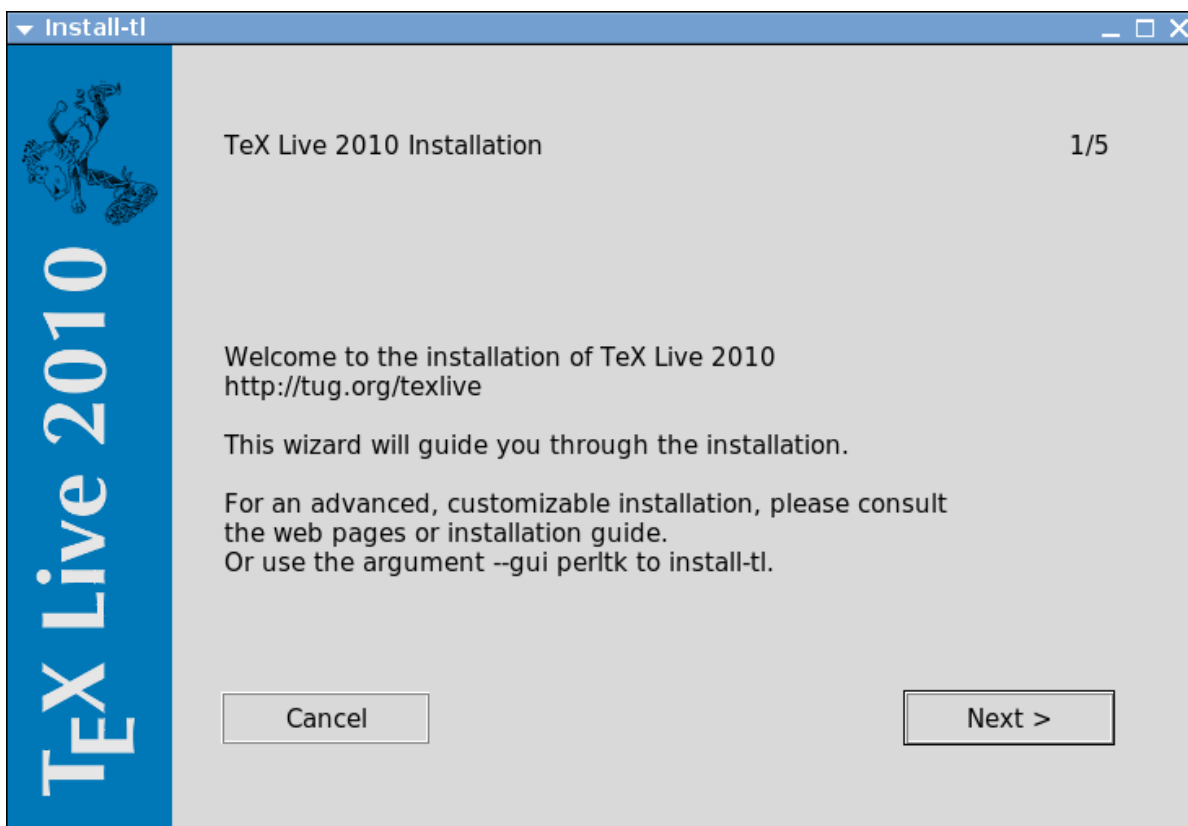 Install-tl
TeX Live 2010
TeX Live 2010 Installation
1/5
Welcome to the installation of TeX Live 2010
http://tug.org/texlive
This wizard will guide you through the installation.
For an advanced, customizable installation, please consult
the web pages or installation guide.
Or use the argument --gui perltk to install-tl.
Cancel
Next >